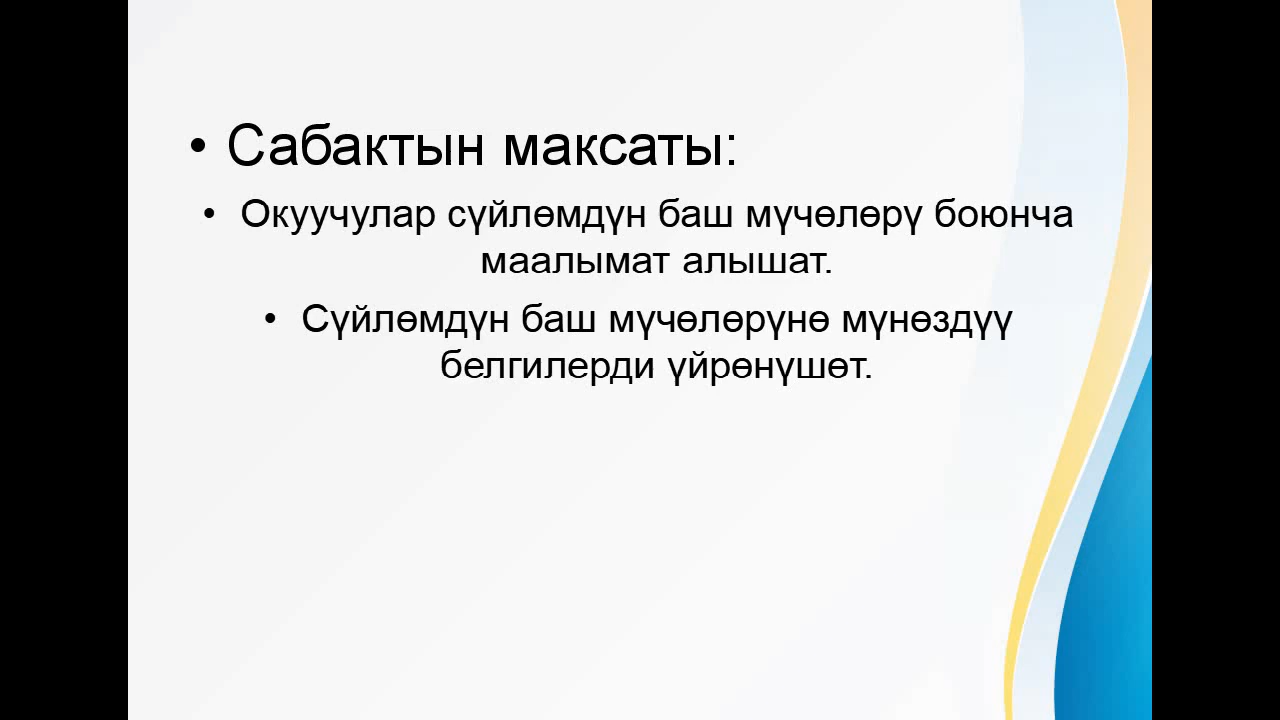 • Сабактын максаты:
• Окуучулар сүйлөмдүн баш мүчөлөрү боюнча
маалымат алышат.
• Сүйлөмдүн баш мүчөлөрүнө мүнөздүү
белгилерди үйрөнүшөт.